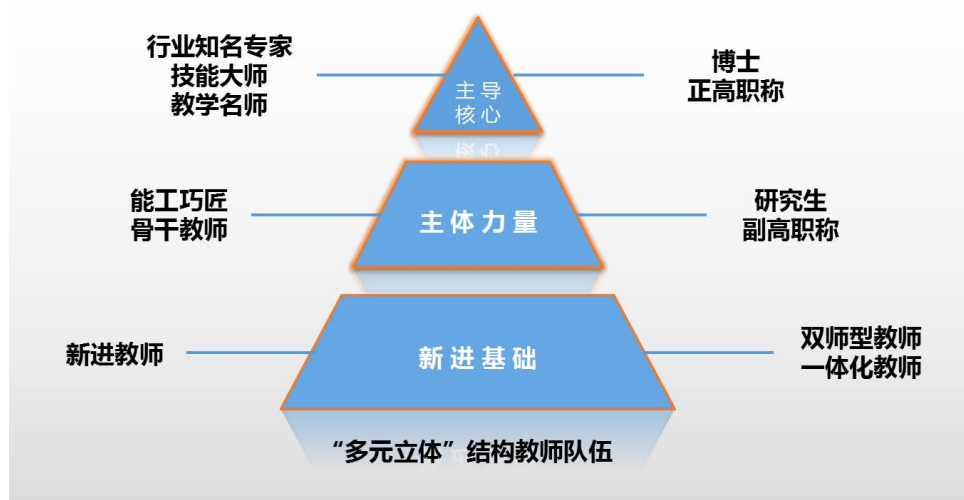 行业知名专家
技能大师
教学名师
主导
核心
博士
正高职称
能工巧匠
骨干教师
主体力量
研究生
副高职称
新进教师
新进基础
双师型教师
一体化教师
“多元立体”结构教师队伍